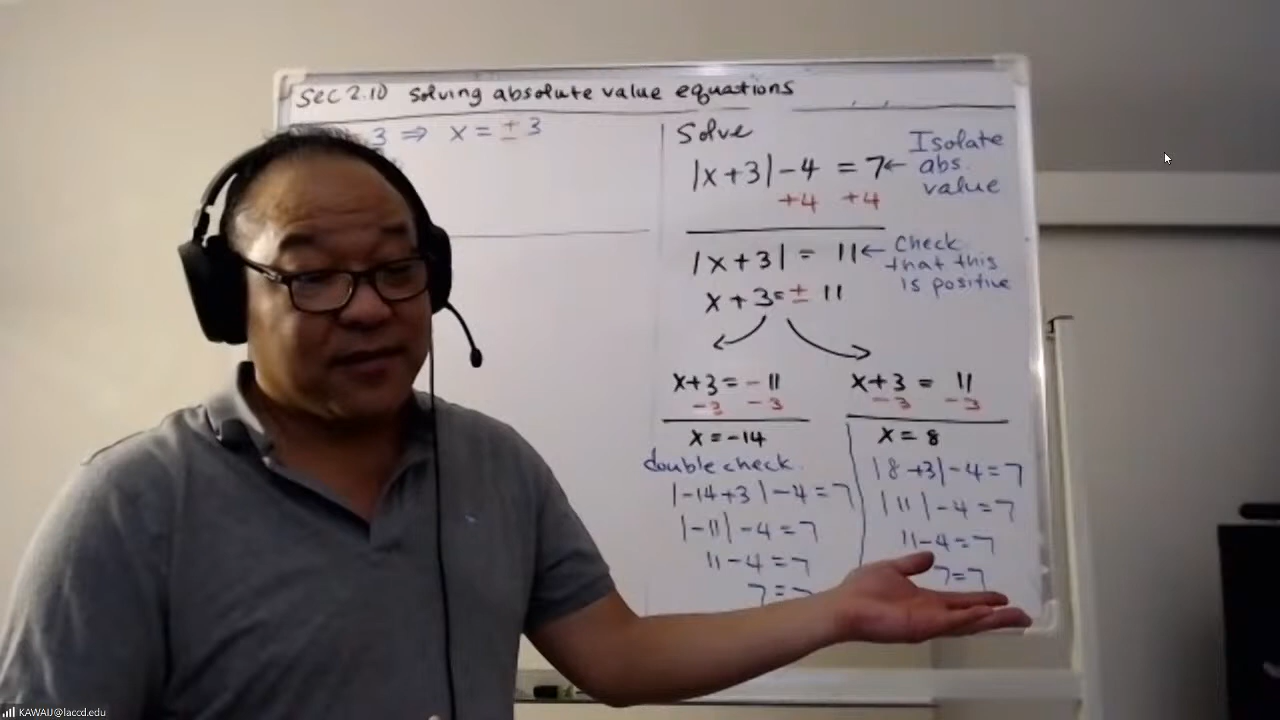 Sec 2.10 Solving absolute value equations
3 ⇒ x = ± 3
Solve
|x+3| - 4 = 7 ← Isolate
abs.
value
+4 +4
|x+3| = 11 ← Check
that this
is positive
x+3 = ± 11
x+3 = - 11
-3 -3
x = -14
double check.
|-14+3| - 4 = 7
|-11| - 4 = 7
11 - 4 = 7
7 = 7
x+3 = 11
-3 -3
x = 8
|8+3| - 4 = 7
|11| - 4 = 7
11-4=7
7=7
KAWAIJ@laccd.edu